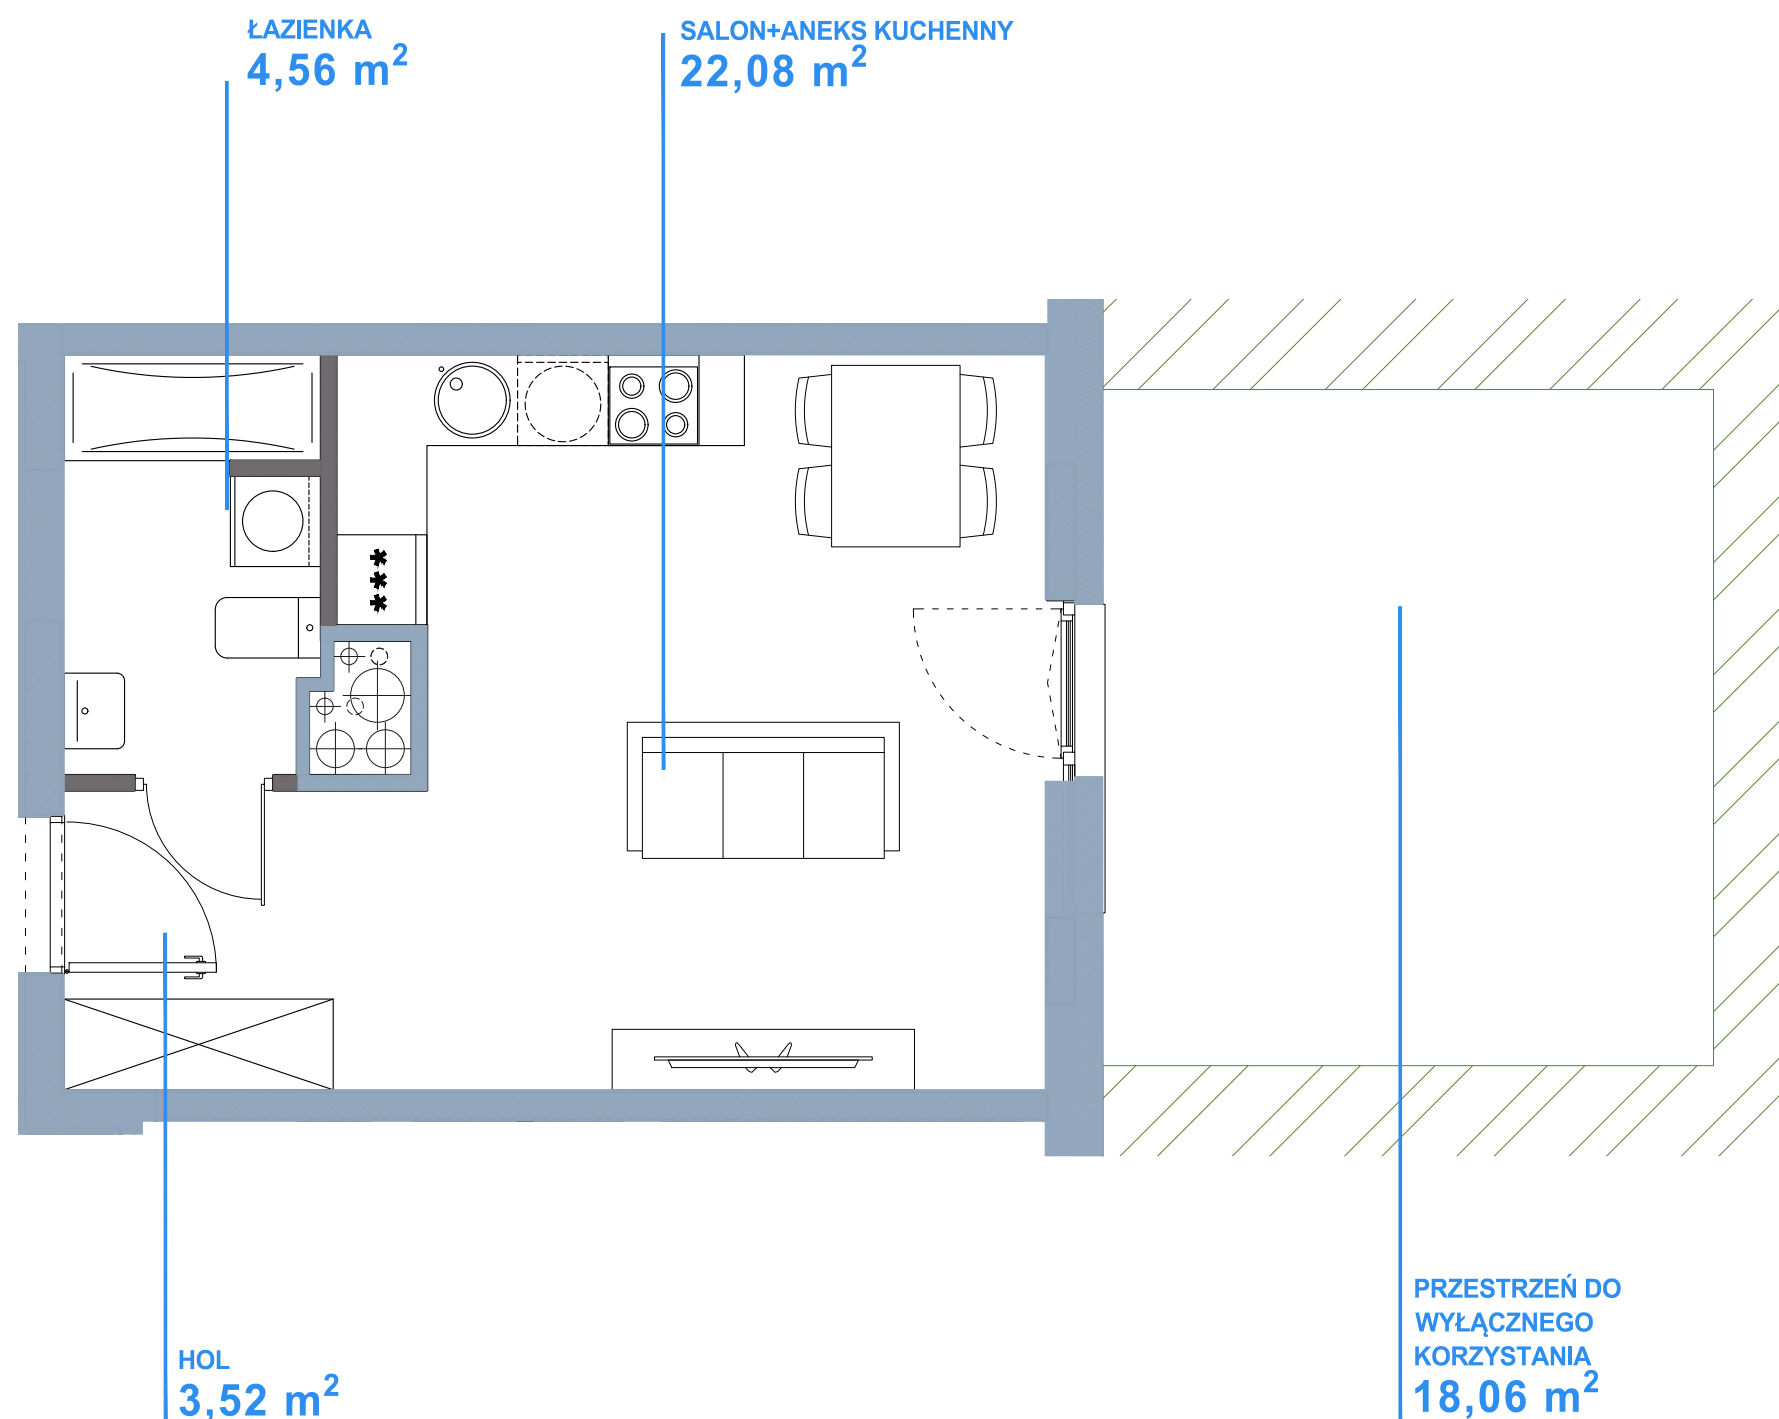 ŁAZIENKA
4,56 m²
SALON+ANEKS KUCHENNY
22,08 m²
HOL
3,52 m²
PRZESTRZEŃ DO
WYŁĄCZNEGO
KORZYSTANIA
18,06 m²